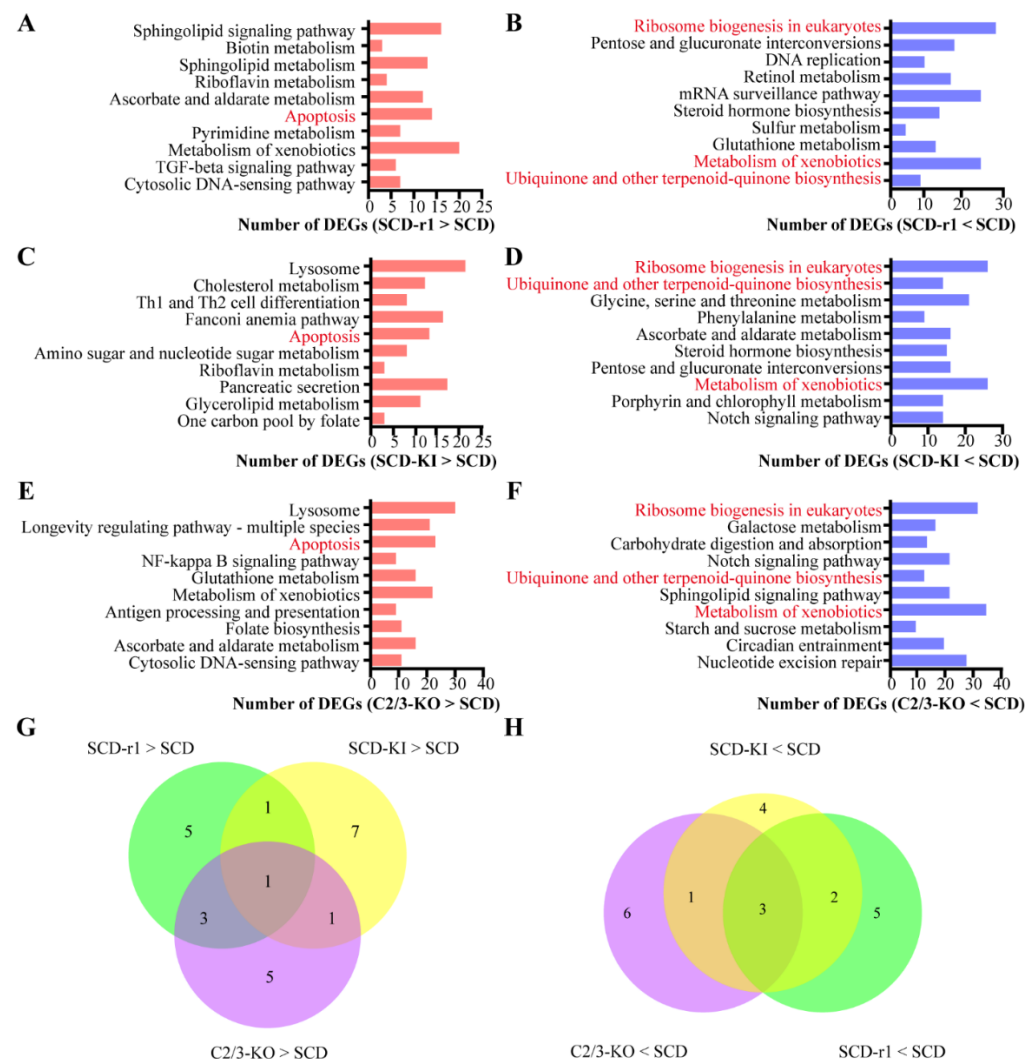 A
Sphingolipid signaling pathway
Biotin metabolism
Sphingolipid metabolism
Riboflavin metabolism
Ascorbate and aldarate metabolism
Apoptosis
Pyrimidine metabolism
Metabolism of xenobiotics
TGF-beta signaling pathway
Cytosolic DNA-sensing pathway
0 5 10 15 20 25
Number of DEGs (SCD-r1 > SCD)
B
Ribosome biogenesis in eukaryotes
Pentose and glucuronate interconversions
DNA replication
Retinol metabolism
mRNA surveillance pathway
Steroid hormone biosynthesis
Sulfur metabolism
Glutathione metabolism
Metabolism of xenobiotics
Ubiquinone and other terpenoid-quinone biosynthesis
0 10 20 30
Number of DEGs (SCD-r1 < SCD)
C
Lysosome
Cholesterol metabolism
Th1 and Th2 cell differentiation
Fanconi anemia pathway
Apoptosis
Amino sugar and nucleotide sugar metabolism
Riboflavin metabolism
Pancreatic secretion
Glycerolipid metabolism
One carbon pool by folate
0 5 10 15 20 25
Number of DEGs (SCD-KI > SCD)
D
Ribosome biogenesis in eukaryotes
Ubiquinone and other terpenoid-quinone biosynthesis
Glycine, serine and threonine metabolism
Phenylalanine metabolism
Ascorbate and aldarate metabolism
Steroid hormone biosynthesis
Pentose and glucuronate interconversions
Metabolism of xenobiotics
Porphyrin and chlorophyll metabolism
Notch signaling pathway
0 10 20 30
Number of DEGs (SCD-KI < SCD)
E
Lysosome
Longevity regulating pathway - multiple species
Apoptosis
NF-kappa B signaling pathway
Glutathione metabolism
Metabolism of xenobiotics
Antigen processing and presentation
Folate biosynthesis
Ascorbate and aldarate metabolism
Cytosolic DNA-sensing pathway
0 10 20 30 40
Number of DEGs (C2/3-KO > SCD)
F
Ribosome biogenesis in eukaryotes
Galactose metabolism
Carbohydrate digestion and absorption
Notch signaling pathway
Ubiquinone and other terpenoid-quinone biosynthesis
Sphingolipid signaling pathway
Metabolism of xenobiotics
Starch and sucrose metabolism
Circadian entrainment
Nucleotide excision repair
0 10 20 30 40
Number of DEGs (C2/3-KO < SCD)
G
SCD-r1 > SCD
SCD-KI > SCD
1
5
7
1
3
1
5
C2/3-KO > SCD
H
SCD-KI < SCD
4
1
2
6
3
5
C2/3-KO < SCD
SCD-r1 < SCD